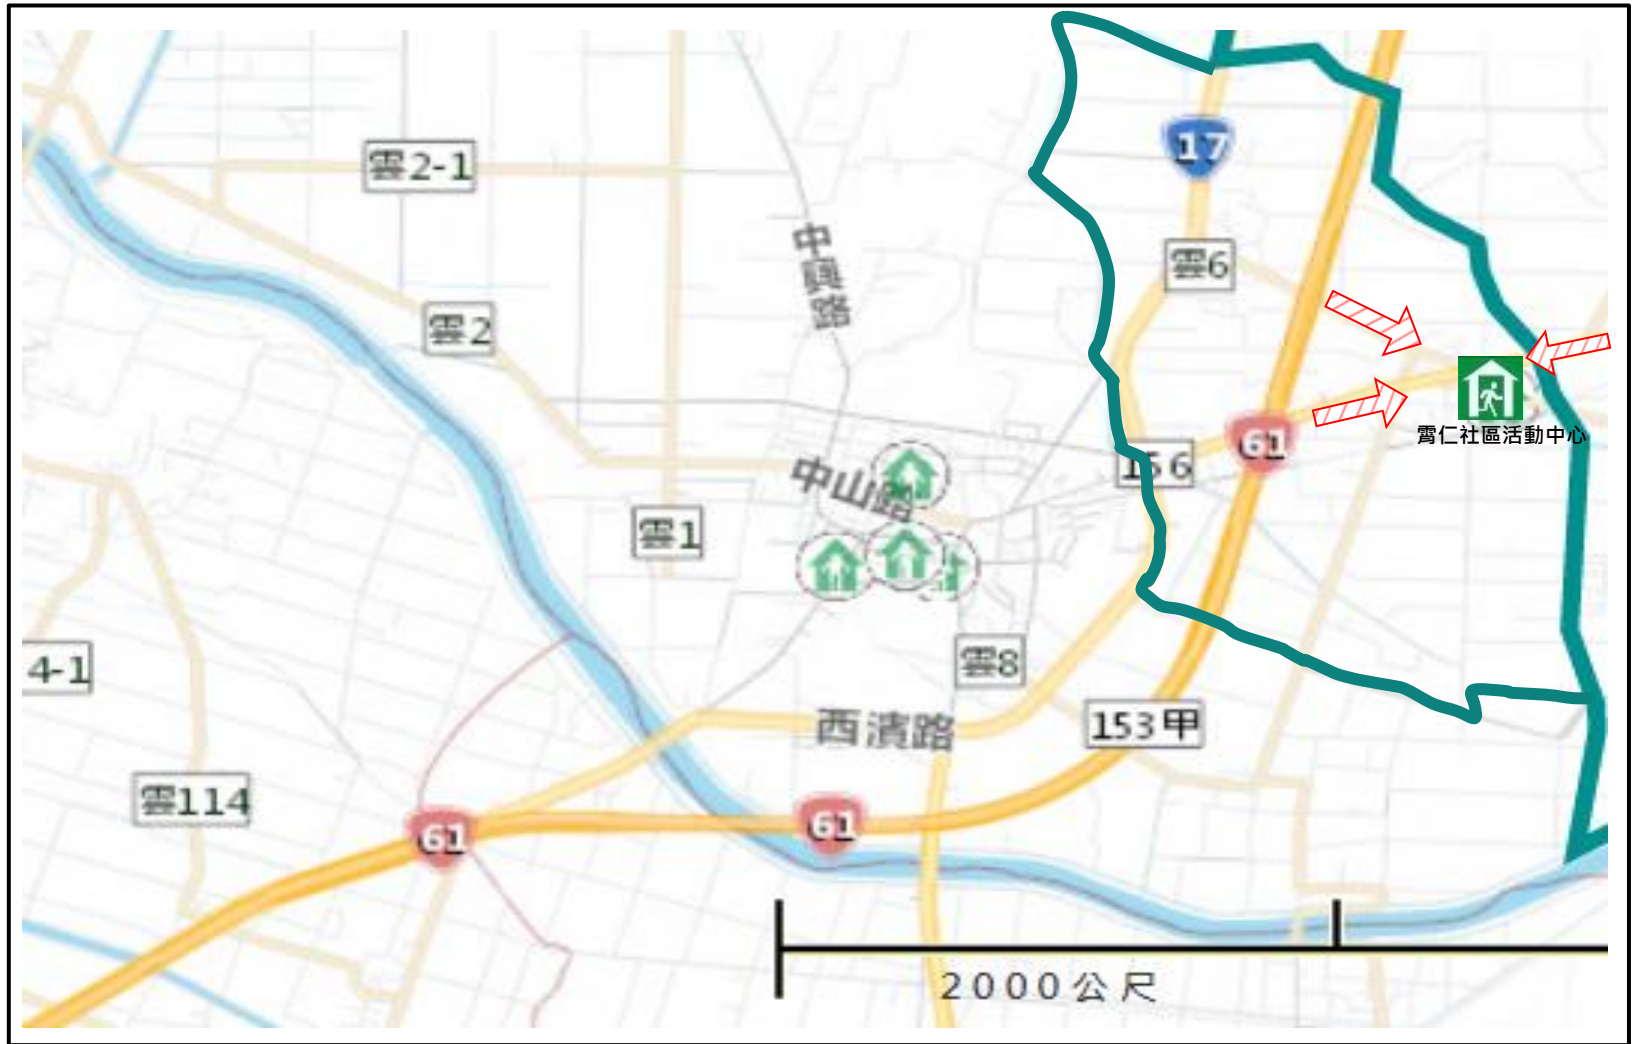 17
雲2-1
中興路
雲6
雲2
61
霄仁社區活動中心
156
中山路
雲1
4-1
雲8
西濱路
153甲
雲114
61
61
2000公尺